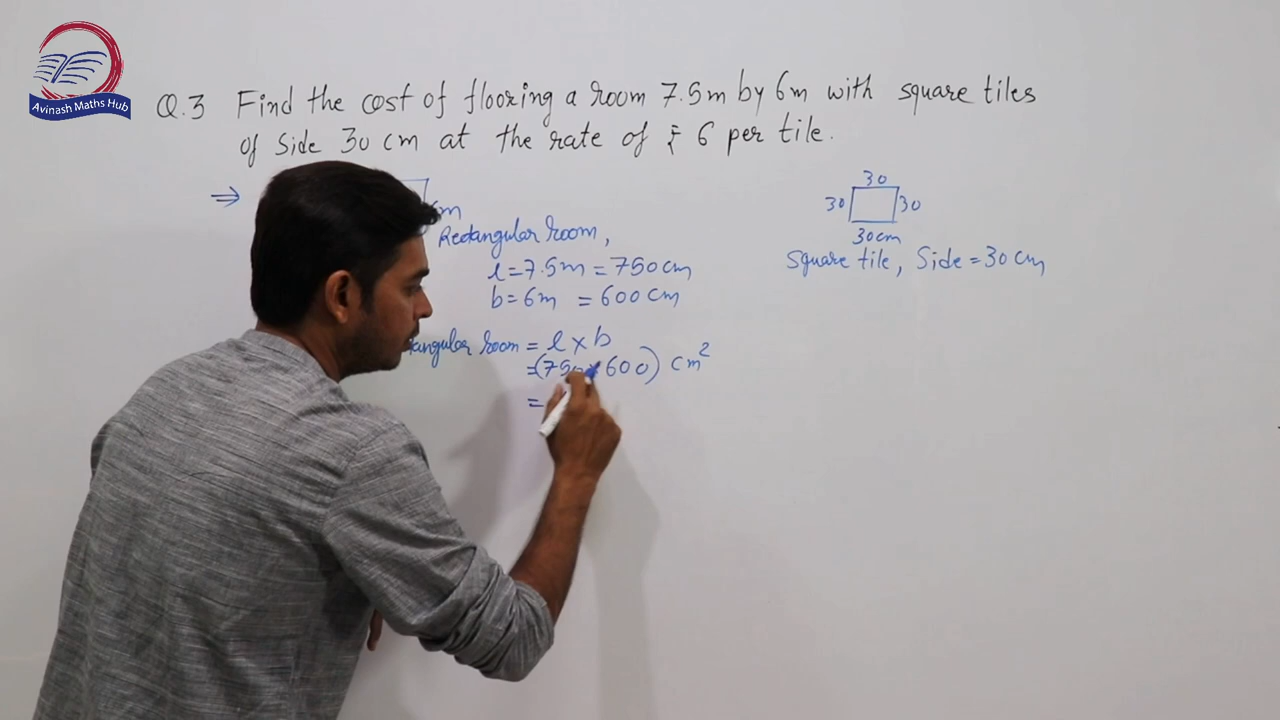 Avinash Maths Hub
Q.3 Find the cost of flooring a room 7.5m by 6m with square tiles
of side 30 cm at the rate of ₹ 6 per tile.
⇒
30
30 30
30cm
Square tile, Side = 30 cm
Rectangular room,
l = 7.5m = 750 cm
b = 6m = 600 cm
room = l × b
= (750 × 600) cm²
=